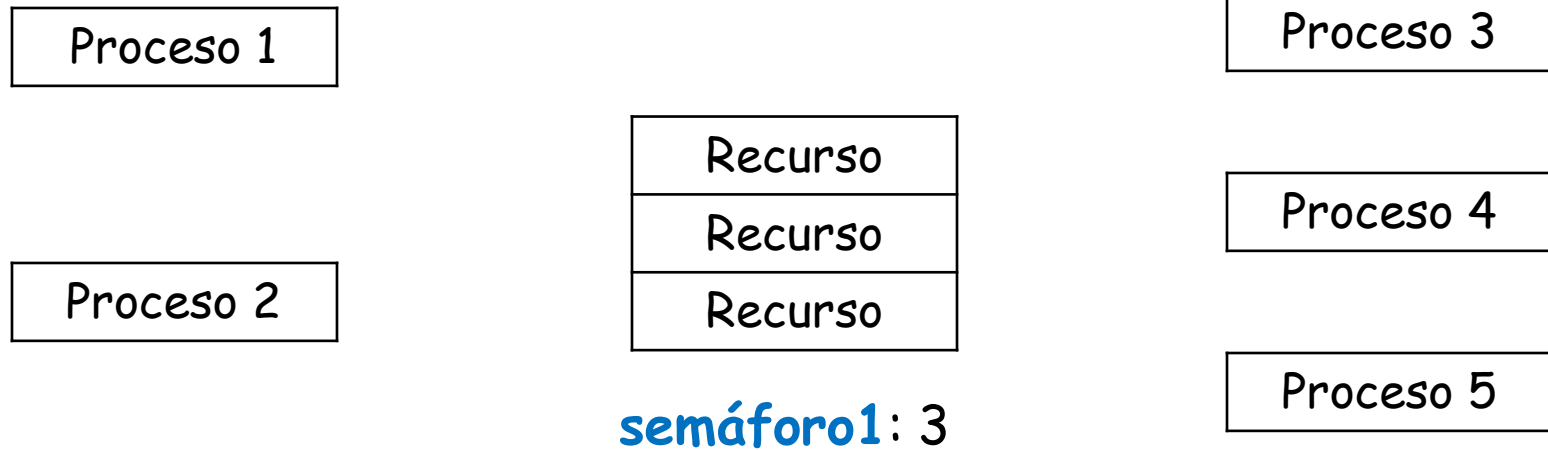 Proceso 1
Proceso 2
Recurso
Recurso
Recurso
semáforo1: 3
Proceso 3
Proceso 4
Proceso 5